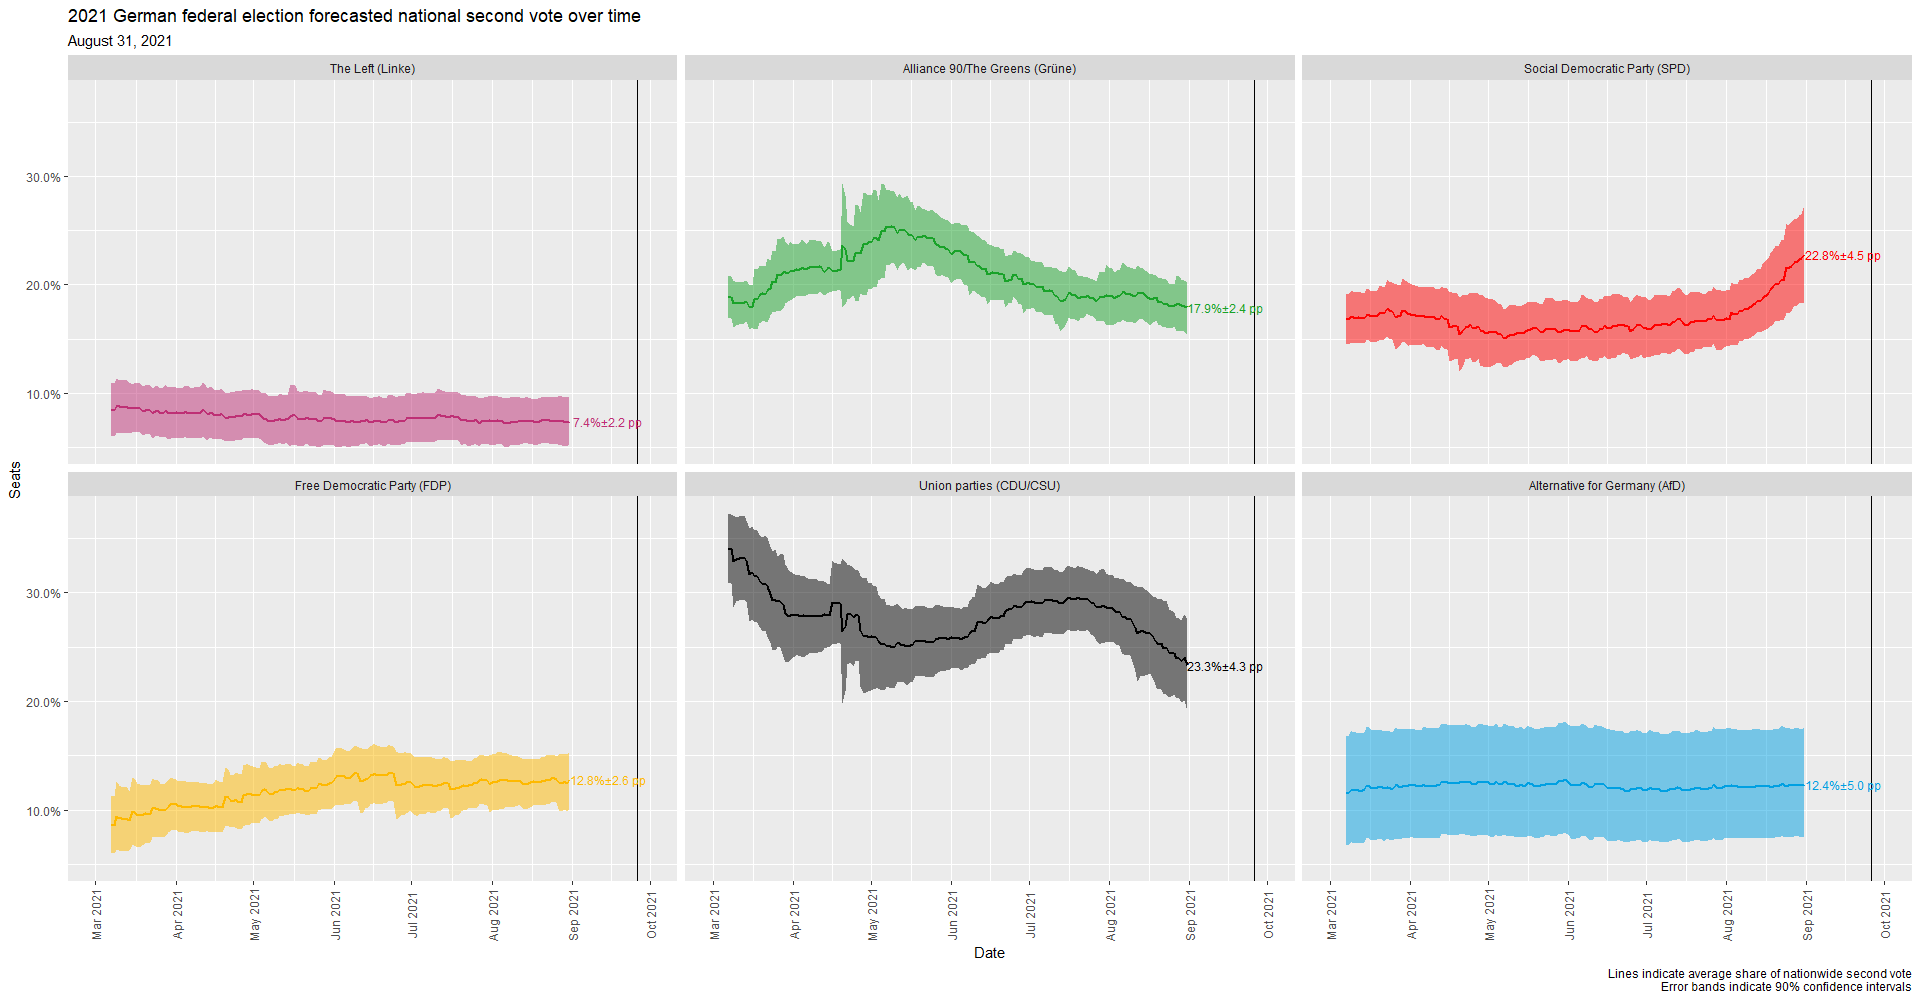 2021 German federal election forecasted national second vote over time
August 31, 2021
The Left (Linke)
Alliance 90/The Greens (Grüne)
Social Democratic Party (SPD)
30.0%
20.0%
10.0%
7.4%±2.2 pp
17.9%±2.4 pp
22.8%±4.5 pp
Seats
Free Democratic Party (FDP)
Union parties (CDU/CSU)
Alternative for Germany (AfD)
30.0%
20.0%
10.0%
12.8%±2.6 pp
23.3%±4.3 pp
12.4%±5.0 pp
Mar 2021
Apr 2021
May 2021
Jun 2021
Jul 2021
Aug 2021
Sep 2021
Oct 2021
Mar 2021
Apr 2021
May 2021
Jun 2021
Jul 2021
Aug 2021
Sep 2021
Oct 2021
Mar 2021
Apr 2021
May 2021
Jun 2021
Jul 2021
Aug 2021
Sep 2021
Oct 2021
Date
Lines indicate average share of nationwide second vote
Error bands indicate 90% confidence intervals